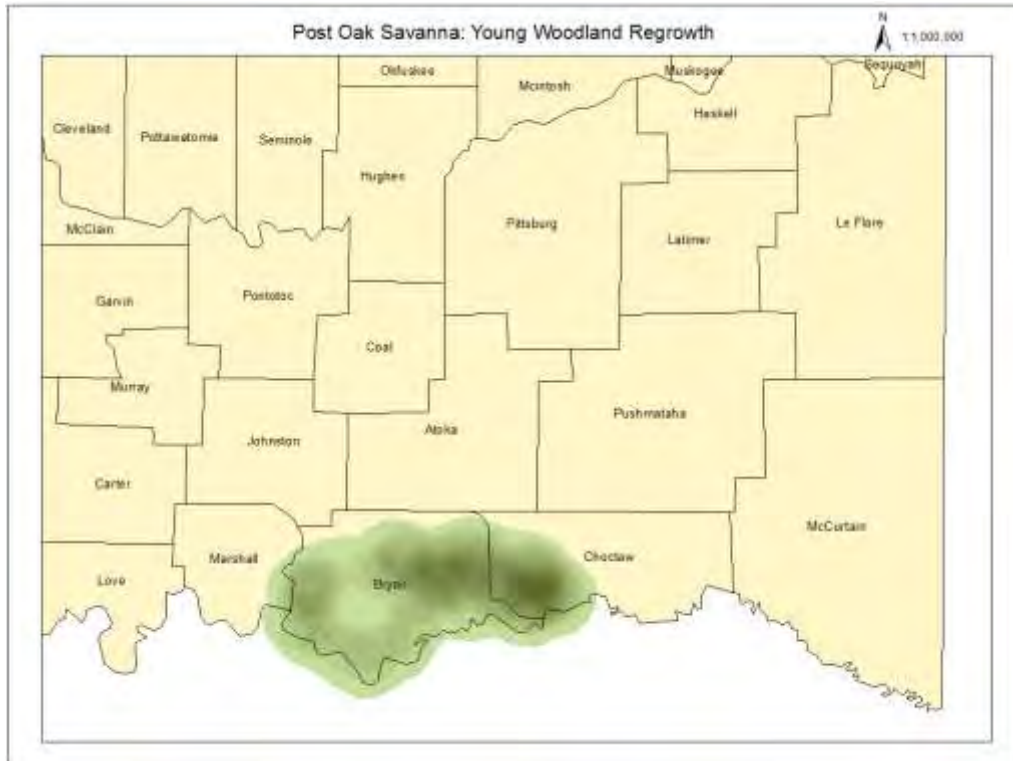 Post Oak Savanna: Young Woodland Regrowth
N
1:1,000,000
Okfuskee
Muskogee
Sequoyah
McIntosh
Haskell
Cleveland
Pottawatomie
Seminole
Hughes
McClain
Pittsburg
Latimer
Le Flore
Garvin
Pontotoc
Coal
Murray
Johnston
Atoka
Pushmataha
Carter
McCurtain
Marshall
Love
Bryan
Choctaw